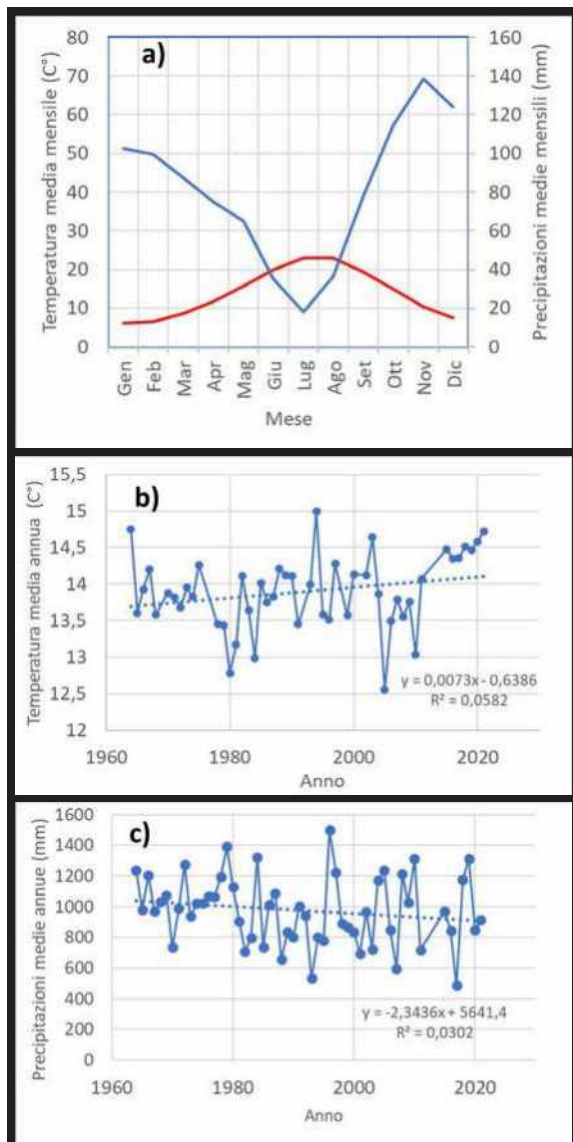 a)
Temperatura media mensile (C°)
80
70
60
50
40
30
20
10
0
Precipitazioni medie mensili (mm)
160
140
120
100
80
60
40
20
0
Gen Feb Mar Apr Mag Giu Lug Ago Set Ott Nov Dic
Mese
b)
Temperatura media annua (C°)
15,5
15
14,5
14
13,5
13
12,5
12
y = 0,0073x - 0,6386
R² = 0,0582
1960 1980 2000 2020
Anno
c)
Precipitazioni medie annue (mm)
1600
1400
1200
1000
800
600
400
200
0
y = -2,3436x + 5641,4
R² = 0,0302
1960 1980 2000 2020
Anno